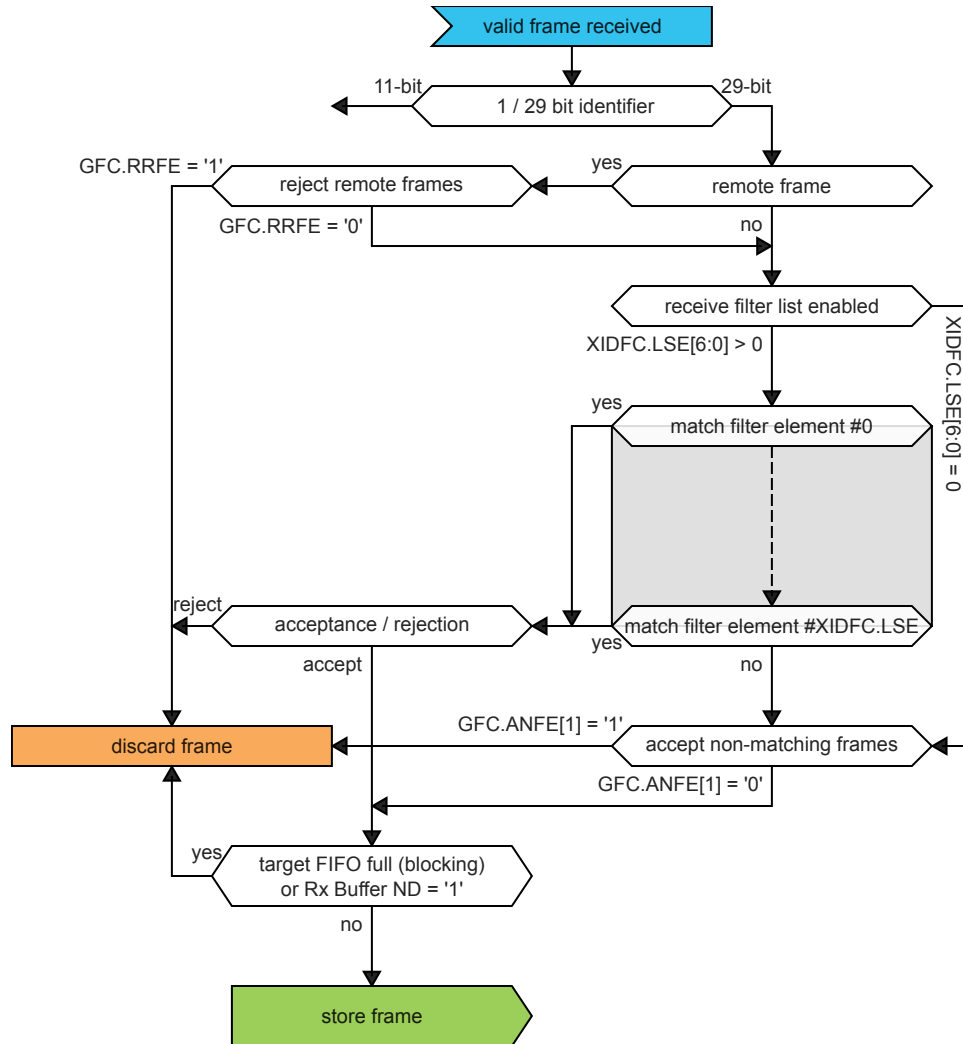 valid frame received
11-bit
29-bit
1 / 29 bit identifier
GFC.RRFE = '1'
yes
reject remote frames
remote frame
GFC.RRFE = '0'
no
receive filter list enabled
XIDFC.LSE[6:0] > 0
XIDFC.LSE[6:0] = 0
yes
match filter element #0
reject
acceptance / rejection
yes
match filter element #XIDFC.LSE
accept
no
GFC.ANFE[1] = '1'
discard frame
accept non-matching frames
GFC.ANFE[1] = '0'
yes
target FIFO full (blocking)
or Rx Buffer ND = '1'
no
store frame